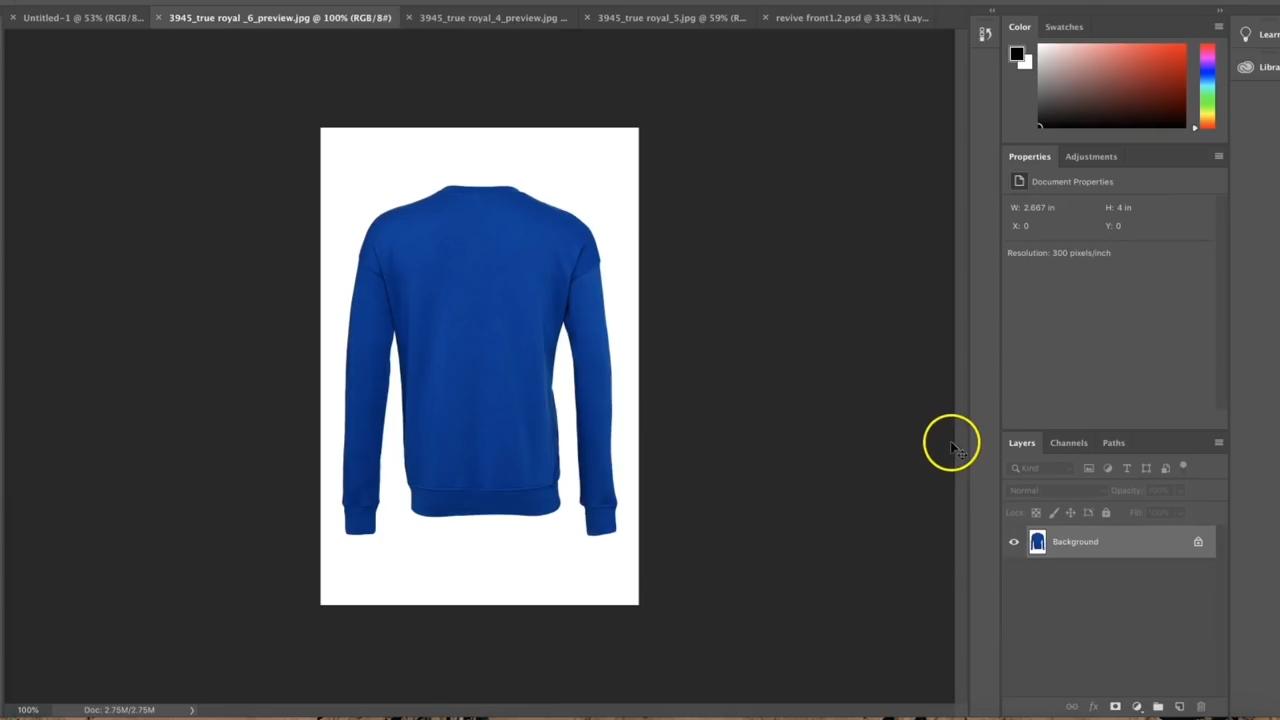 Untitled-1 @ 53% (RGB/8...
3945_true royal _6_preview.jpg @ 100% (RGB/8#)
3945_true royal_4_preview.jpg ...
3945_true royal_5.jpg @ 59% (R...
revive front1.2.psd @ 33.3% (Lay...
Color Swatches
Learn
Libra
Properties Adjustments
Document Properties
W: 2.667 in H: 4 in
X: 0 Y: 0
Resolution: 300 pixels/inch
Layers Channels Paths
Kind
Normal Opacity: 100%
Lock: Fill: 100%
Background
fx
100% Doc: 2.75M/2.75M